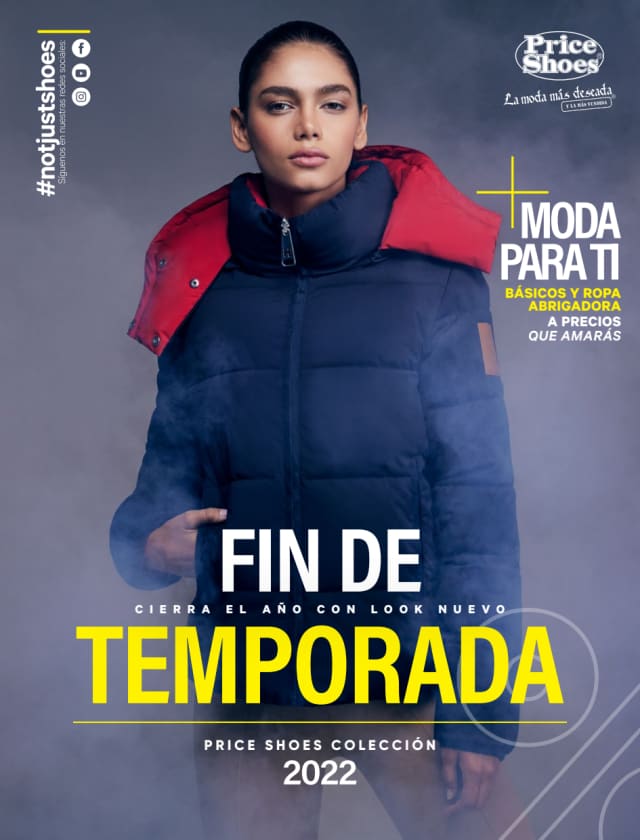 #notjustshoes
Síguenos en nuestras redes sociales:
Price
Shoes
La moda más deseada
Y LA MÁS VENDIDA
MODA
PARA TI
BÁSICOS Y ROPA
ABRIGADORA
A PRECIOS
QUE AMARÁS
FIN DE
CIERRA EL AÑO CON LOOK NUEVO
TEMPORADA
PRICE SHOES COLECCIÓN
2022